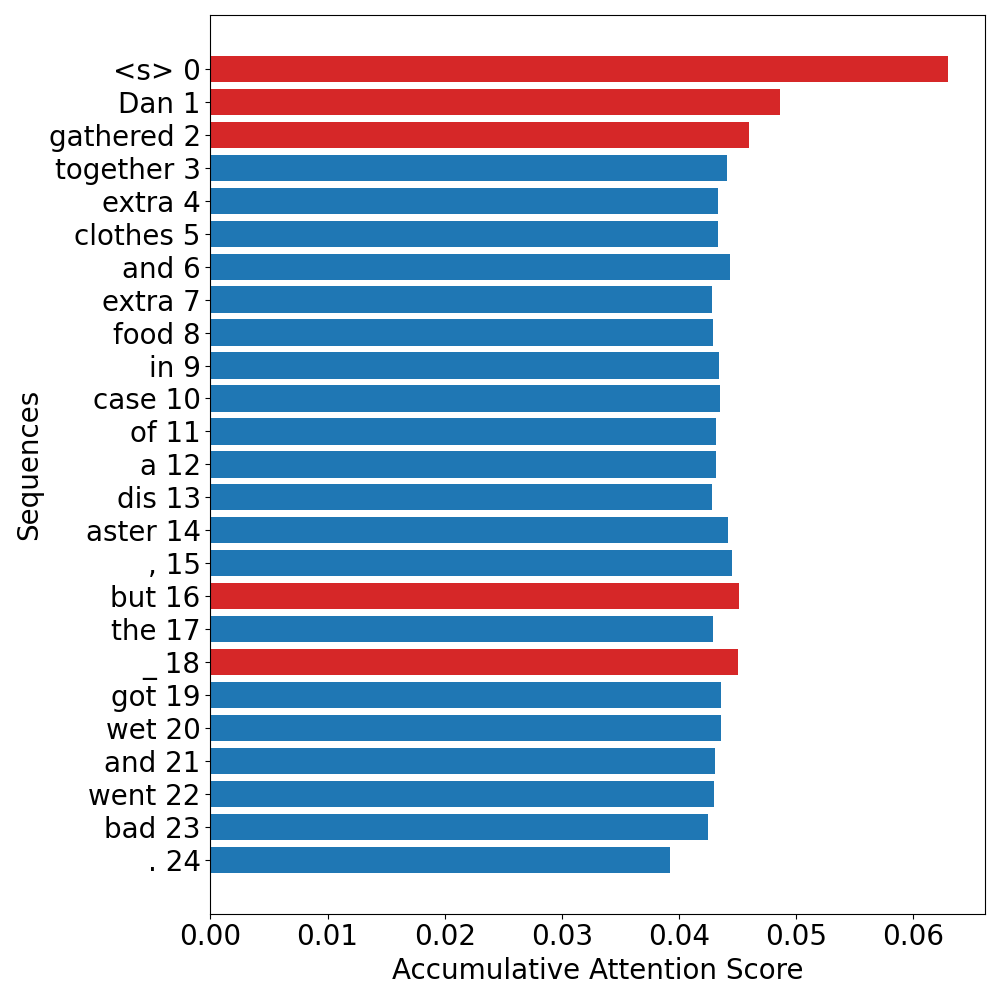 <s> 0
Dan 1
gathered 2
together 3
extra 4
clothes 5
and 6
extra 7
food 8
in 9
case 10
of 11
a 12
dis 13
aster 14
, 15
but 16
the 17
_ 18
got 19
wet 20
and 21
went 22
bad 23
. 24
Sequences
0.00 0.01 0.02 0.03 0.04 0.05 0.06
Accumulative Attention Score